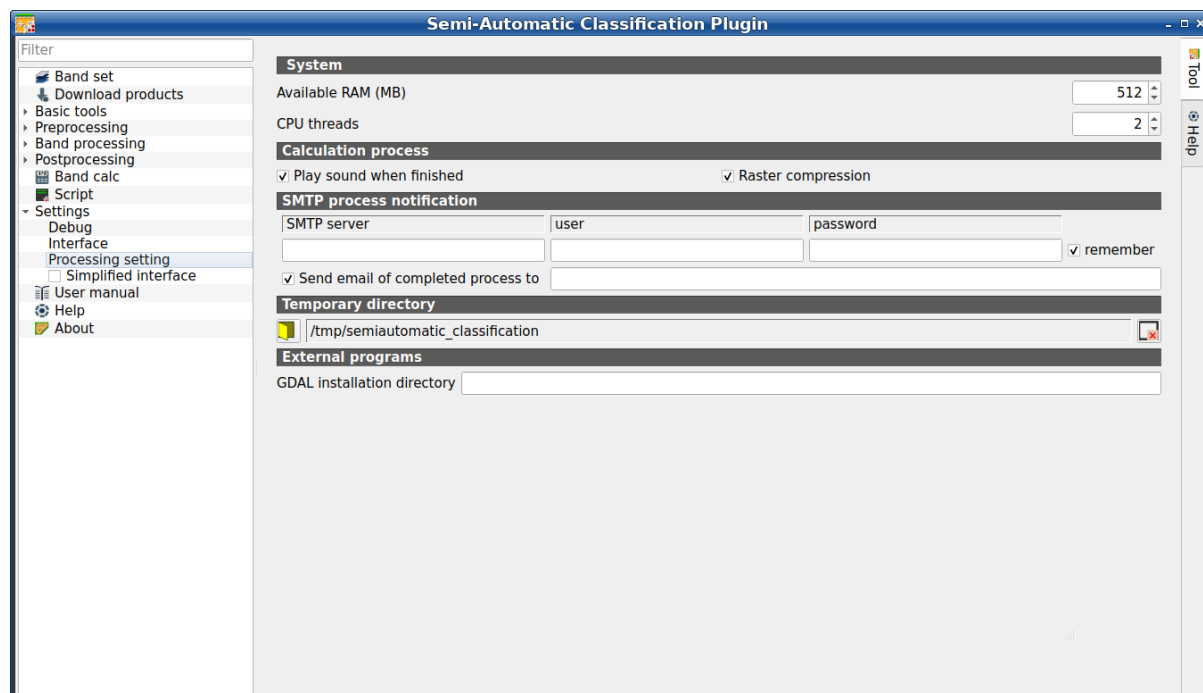 Semi-Automatic Classification Plugin
Filter
Band set
Download products
Basic tools
Preprocessing
Band processing
Postprocessing
Band calc
Script
Settings
Debug
Interface
Processing setting
Simplified interface
User manual
Help
About
System
Available RAM (MB) 512
CPU threads 2
Calculation process
Play sound when finished Raster compression
SMTP process notification
SMTP server user password
remember
Send email of completed process to
Temporary directory
/tmp/semiautomatic_classification
External programs
GDAL installation directory
Tool
Help